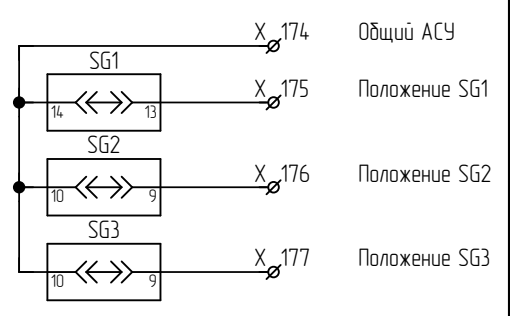 X 174 Общий АСУ
SG1
14 13 X 175 Положение SG1
SG2
10 9 X 176 Положение SG2
SG3
10 9 X 177 Положение SG3